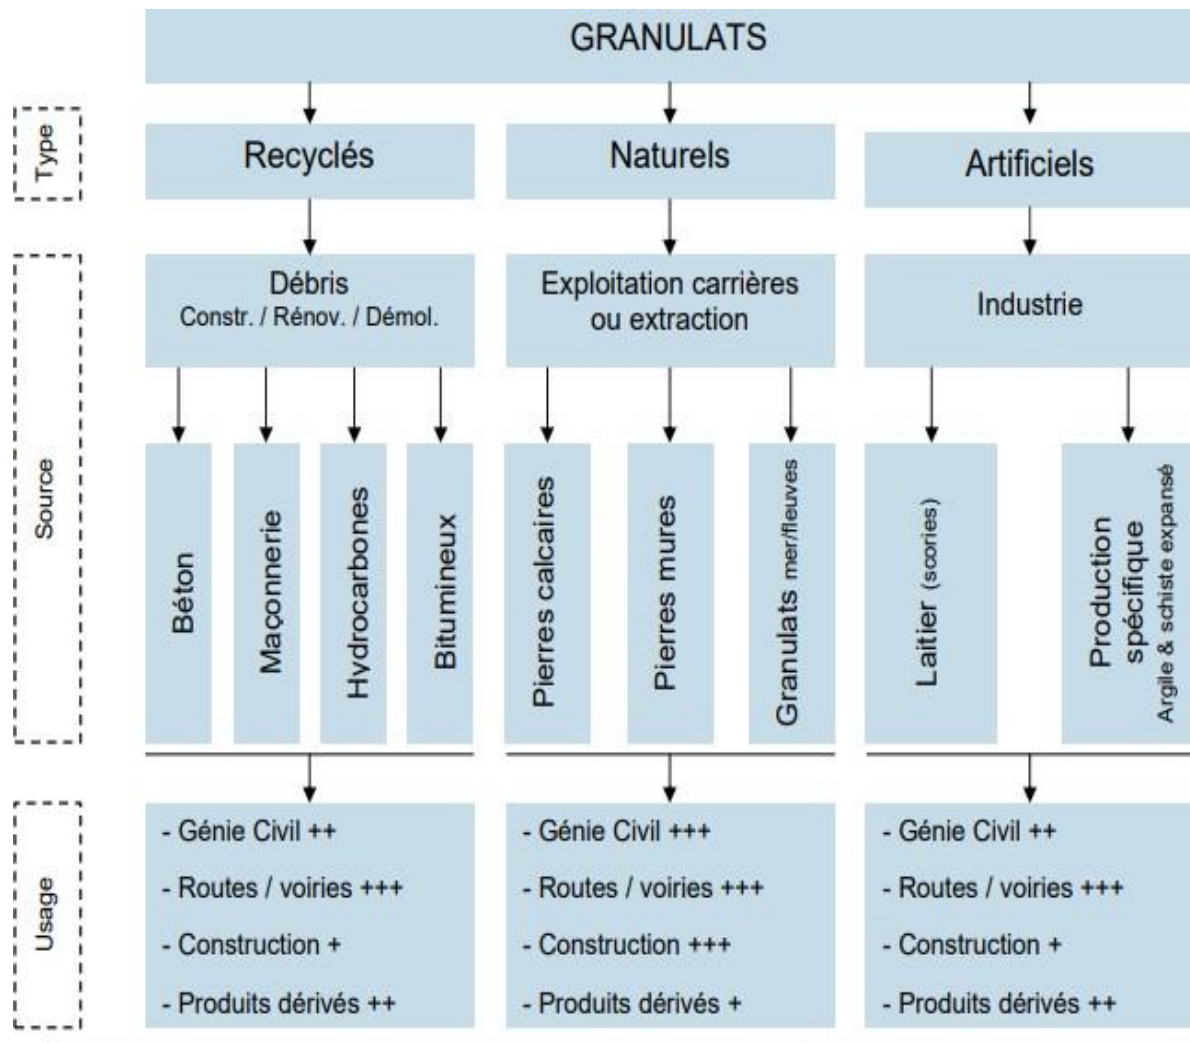 GRANULATS
Type
Recyclés
Naturels
Artificiels
Source
Débris
Constr. / Rénov. / Démol.
Exploitation carrières
ou extraction
Industrie
Béton
Maçonnerie
Hydrocarbones
Bitumineux
Pierres calcaires
Pierres mures
Granulats mer/fleuves
Laitier (scories)
Production
spécifique
Argile & schiste expansé
Usage
- Génie Civil ++
- Routes / voiries +++
- Construction +
- Produits dérivés ++
- Génie Civil +++
- Routes / voiries +++
- Construction +++
- Produits dérivés +
- Génie Civil ++
- Routes / voiries +++
- Construction +
- Produits dérivés ++